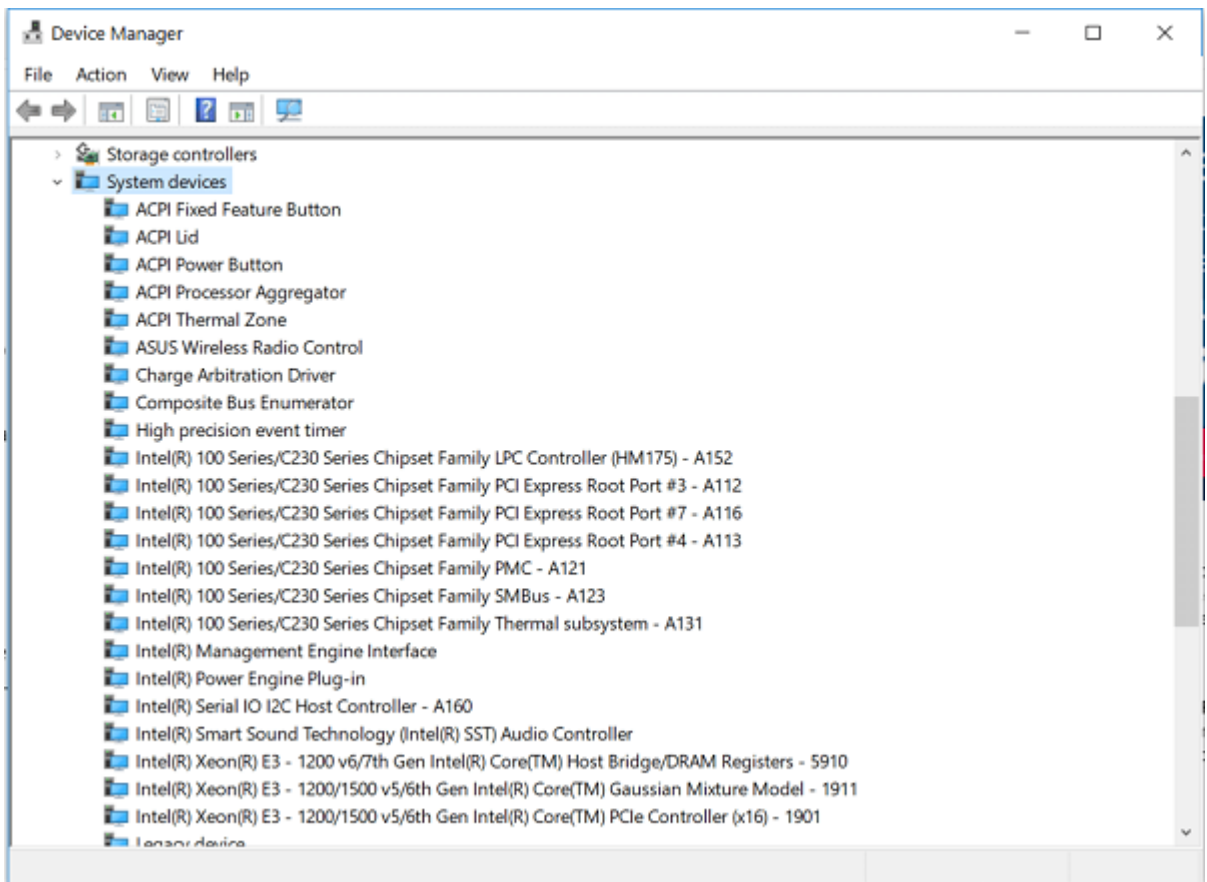 Device Manager
File Action View Help
Storage controllers
System devices
ACPI Fixed Feature Button
ACPI Lid
ACPI Power Button
ACPI Processor Aggregator
ACPI Thermal Zone
ASUS Wireless Radio Control
Charge Arbitration Driver
Composite Bus Enumerator
High precision event timer
Intel(R) 100 Series/C230 Series Chipset Family LPC Controller (HM175) - A152
Intel(R) 100 Series/C230 Series Chipset Family PCI Express Root Port #3 - A112
Intel(R) 100 Series/C230 Series Chipset Family PCI Express Root Port #7 - A116
Intel(R) 100 Series/C230 Series Chipset Family PCI Express Root Port #4 - A113
Intel(R) 100 Series/C230 Series Chipset Family PMC - A121
Intel(R) 100 Series/C230 Series Chipset Family SMBus - A123
Intel(R) 100 Series/C230 Series Chipset Family Thermal subsystem - A131
Intel(R) Management Engine Interface
Intel(R) Power Engine Plug-in
Intel(R) Serial IO I2C Host Controller - A160
Intel(R) Smart Sound Technology (Intel(R) SST) Audio Controller
Intel(R) Xeon(R) E3 - 1200 v6/7th Gen Intel(R) Core(TM) Host Bridge/DRAM Registers - 5910
Intel(R) Xeon(R) E3 - 1200/1500 v5/6th Gen Intel(R) Core(TM) Gaussian Mixture Model - 1911
Intel(R) Xeon(R) E3 - 1200/1500 v5/6th Gen Intel(R) Core(TM) PCIe Controller (x16) - 1901
Legacy device